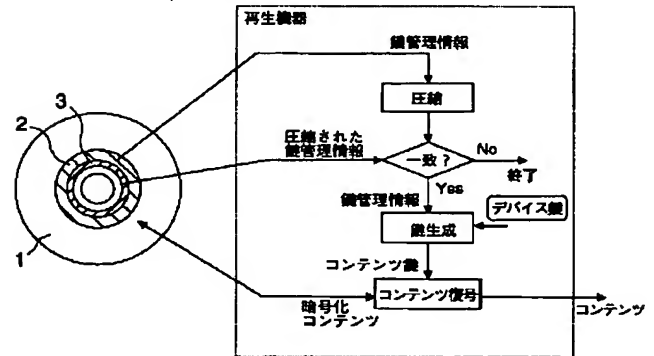 再生機器
鍵管理情報
圧縮
3
2
圧縮された
鍵管理情報
一致?
No
終了
Yes
鍵管理情報
デバイス鍵
鍵生成
1
コンテンツ鍵
コンテンツ復号
コンテンツ
暗号化
コンテンツ